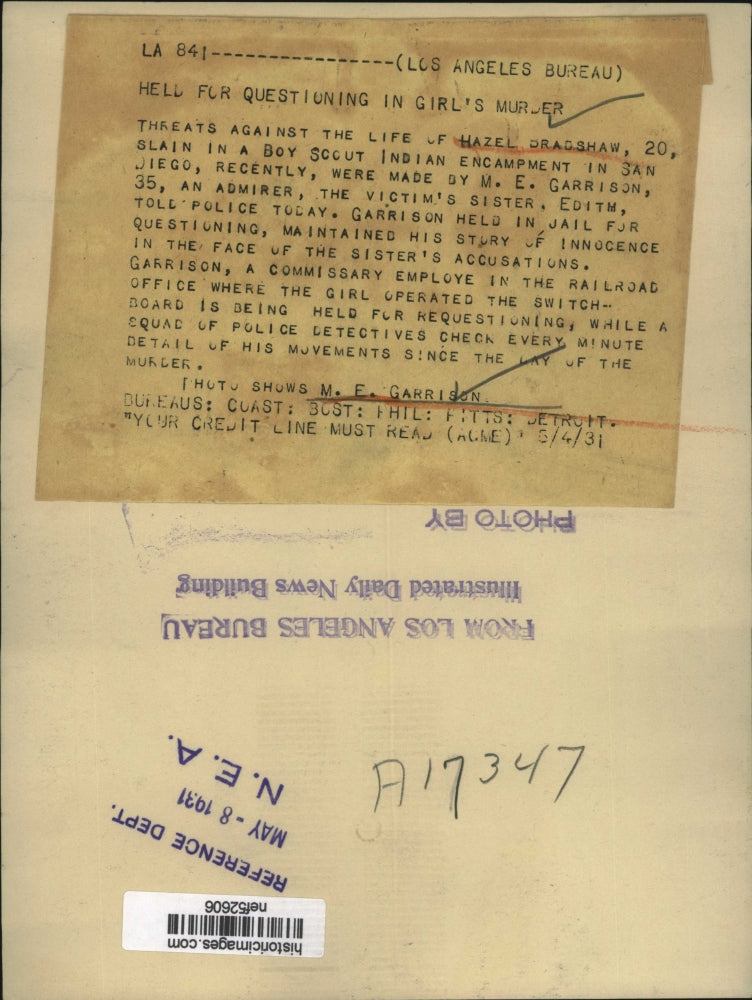 LA 841-----------------(LOS ANGELES BUREAU)
HELD FOR QUESTIONING IN GIRL'S MURDER
THREATS AGAINST THE LIFE OF HAZEL BRADSHAW, 20,
SLAIN IN A BOY SCOUT INDIAN ENCAMPMENT IN SAN
DIEGO, RECENTLY, WERE MADE BY M. E. GARRISON,
35, AN ADMIRER, THE VICTIM'S SISTER, EDITH,
TOLD POLICE TODAY. GARRISON HELD IN JAIL FOR
QUESTIONING, MAINTAINED HIS STORY OF INNOCENCE
IN THE FACE OF THE SISTER'S ACCUSATIONS.
GARRISON, A COMMISSARY EMPLOYE IN THE RAILROAD
OFFICE WHERE THE GIRL OPERATED THE SWITCH-
BOARD IS BEING HELD FOR REQUESTIONING, WHILE A
SQUAD OF POLICE DETECTIVES CHECK EVERY MINUTE
DETAIL OF HIS MOVEMENTS SINCE THE DAY OF THE
MURDER.
PHOTO SHOWS M. E. GARRISON.
BUREAUS: COAST: BOST: PHIL: PITTS: DETROIT.
"YOUR CREDIT LINE MUST READ (ACME)" 5/4/31
PHOTO BY
Illustrated Daily News Building
FROM LOS ANGELES BUREAU
A17347
N. E. A.
MAY - 8 1931
REFERENCE DEPT.
nef52606
historicimages.com